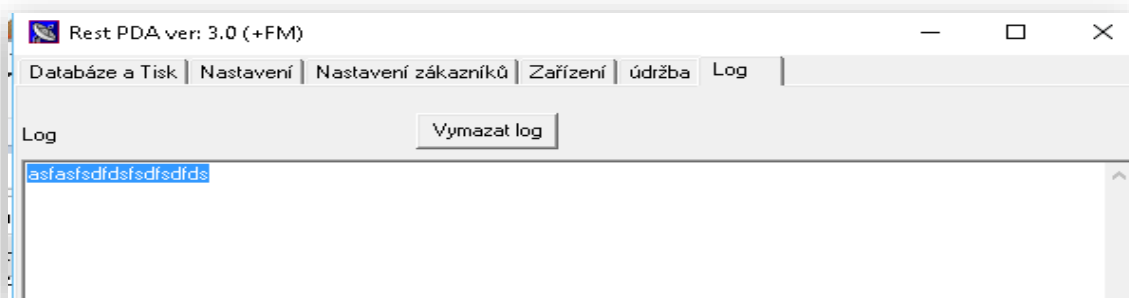 Rest PDA ver: 3.0 (+FM)
Databáze a Tisk Nastavení Nastavení zákazníků Zařízení údržba Log
Log Vymazat log
asfasfsdfdsfsdfsdfds